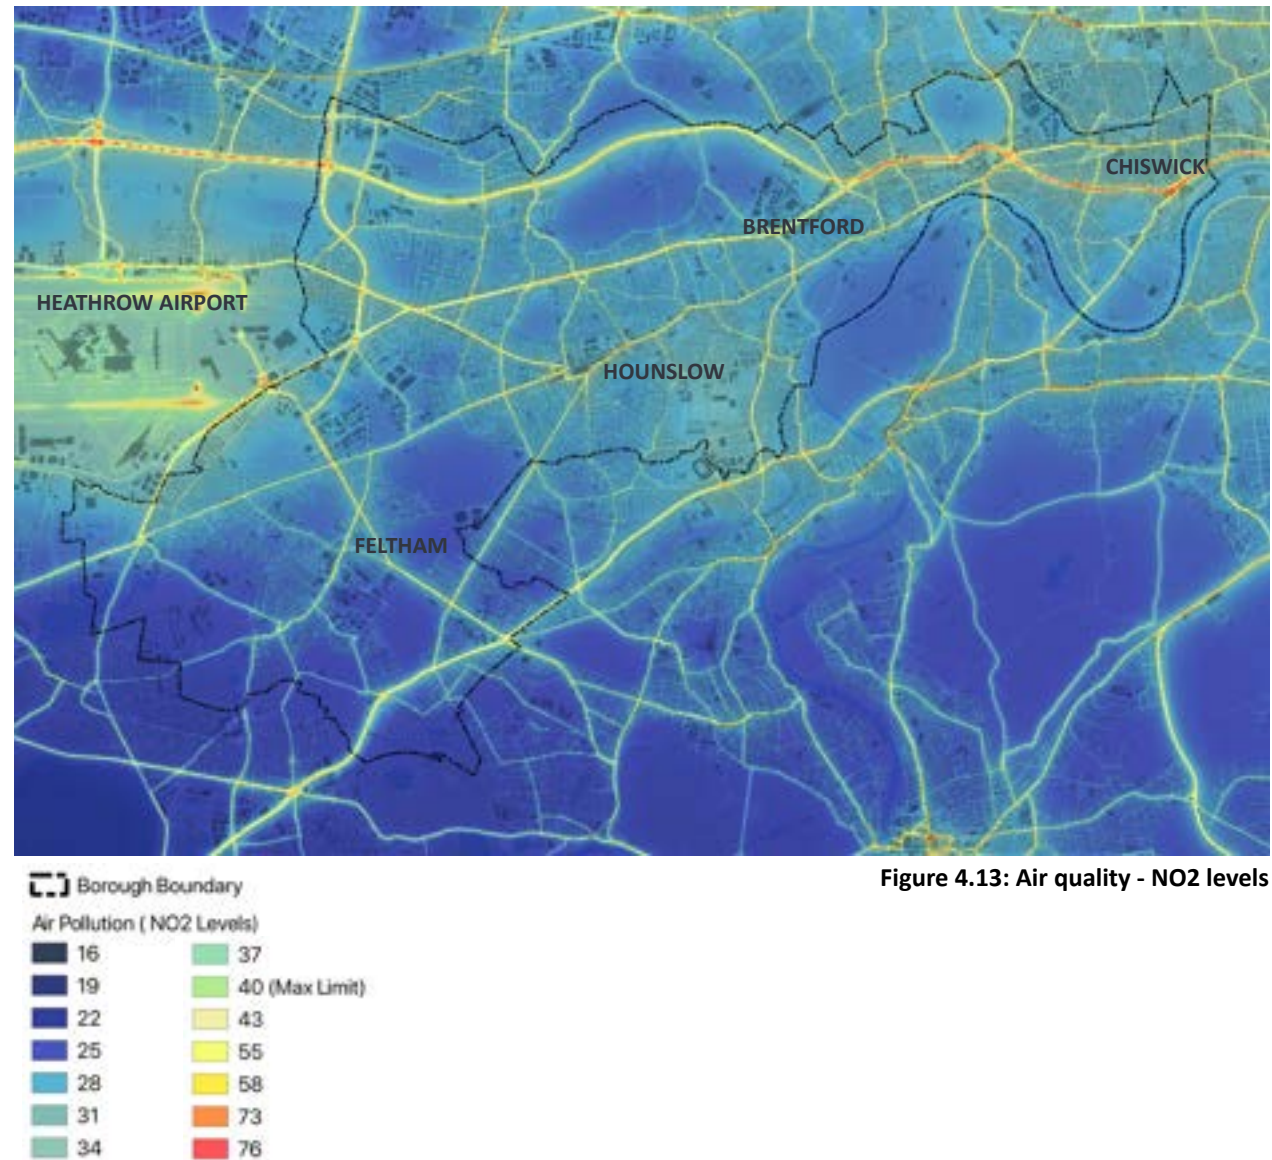 CHISWICK
BRENTFORD
HEATHROW AIRPORT
HOUNSLOW
FELTHAM
Figure 4.13: Air quality - NO2 levels
Borough Boundary
Air Pollution ( NO2 Levels)
16
19
22
25
28
31
34
37
40 (Max Limit)
43
55
58
73
76